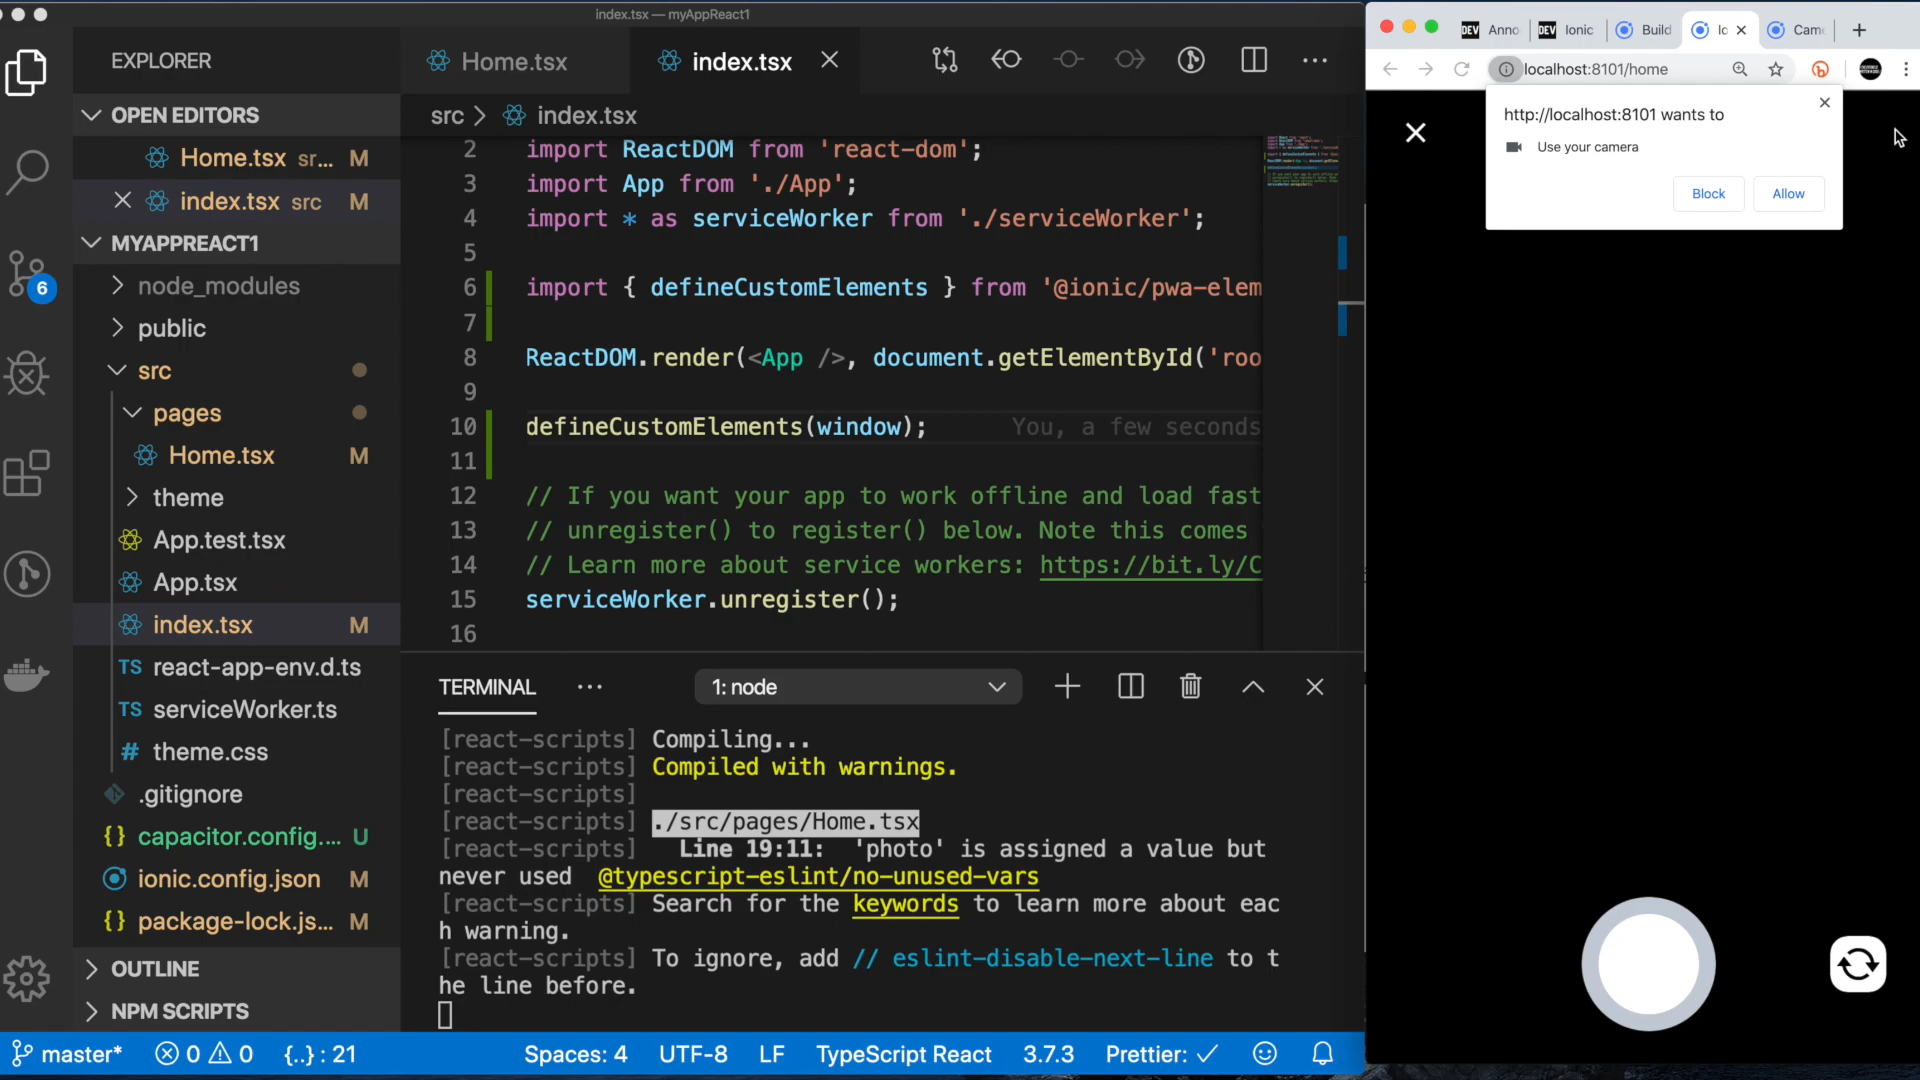 index.tsx — myAppReact1
EXPLORER
OPEN EDITORS
Home.tsx sr... M
index.tsx src M
MYAPPREACT1
node_modules
public
src
pages
Home.tsx M
theme
App.test.tsx
App.tsx
index.tsx M
TS react-app-env.d.ts
TS serviceWorker.ts
# theme.css
.gitignore
{} capacitor.config.... U
ionic.config.json M
{} package-lock.js... M
OUTLINE
NPM SCRIPTS
6
Home.tsx
index.tsx
src > index.tsx
2 import ReactDOM from 'react-dom';
3 import App from './App';
4 import * as serviceWorker from './serviceWorker';
5
6 import { defineCustomElements } from '@ionic/pwa-elem
7
8 ReactDOM.render(<App />, document.getElementById('roo
9
10 defineCustomElements(window); You, a few seconds
11
12 // If you want your app to work offline and load fast
13 // unregister() to register() below. Note this comes
14 // Learn more about service workers: https://bit.ly/C
15 serviceWorker.unregister();
16
TERMINAL ... 1: node
[react-scripts] Compiling...
[react-scripts] Compiled with warnings.
[react-scripts]
[react-scripts] ./src/pages/Home.tsx
[react-scripts] Line 19:11: 'photo' is assigned a value but
never used @typescript-eslint/no-unused-vars
[react-scripts] Search for the keywords to learn more about eac
h warning.
[react-scripts] To ignore, add // eslint-disable-next-line to t
he line before.
master* 0 0 {..} : 21 Spaces: 4 UTF-8 LF TypeScript React 3.7.3 Prettier: ✓
DEV Anno DEV Ionic Build Io Cam
localhost:8101/home
http://localhost:8101 wants to
Use your camera
Block Allow